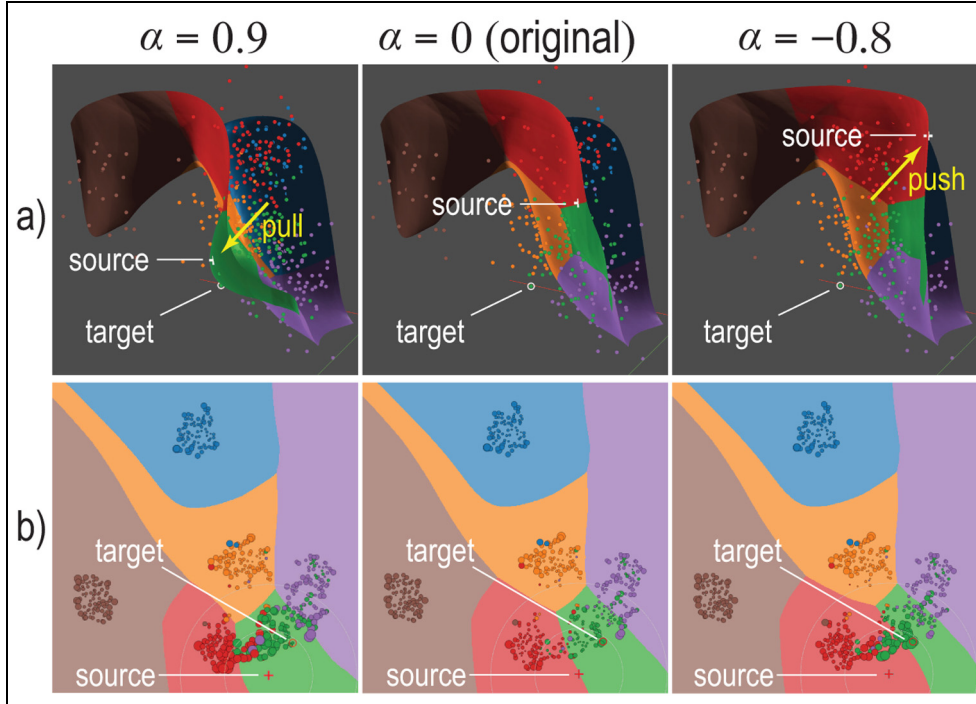 α = 0.9
α = 0 (original)
α = −0.8
a)
pull
source
target
source
target
source
push
target
b)
target
source
target
source
target
source